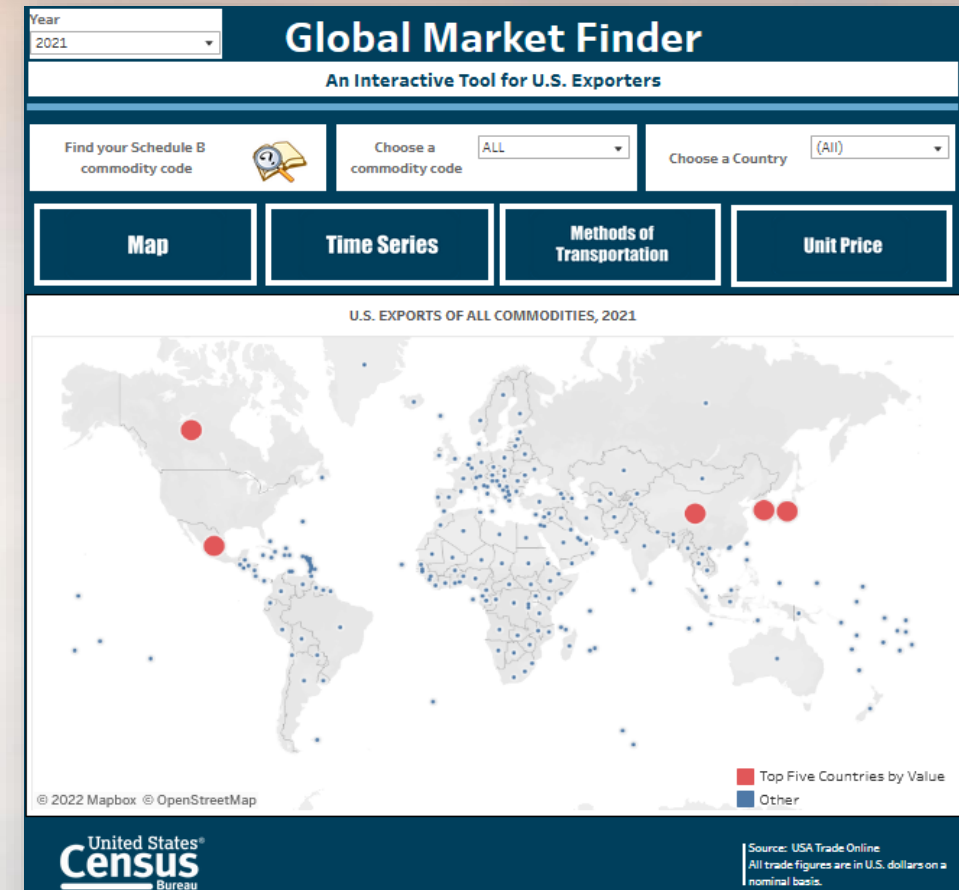 Year
2021
Global Market Finder
An Interactive Tool for U.S. Exporters
Find your Schedule B
commodity code
Choose a
commodity code
ALL
Choose a Country
(All)
Map
Time Series
Methods of
Transportation
Unit Price
U.S. EXPORTS OF ALL COMMODITIES, 2021
Top Five Countries by Value
Other
© 2022 Mapbox © OpenStreetMap
United States®
Census
Bureau
Source: USA Trade Online
All trade figures are in U.S. dollars on a
nominal basis.